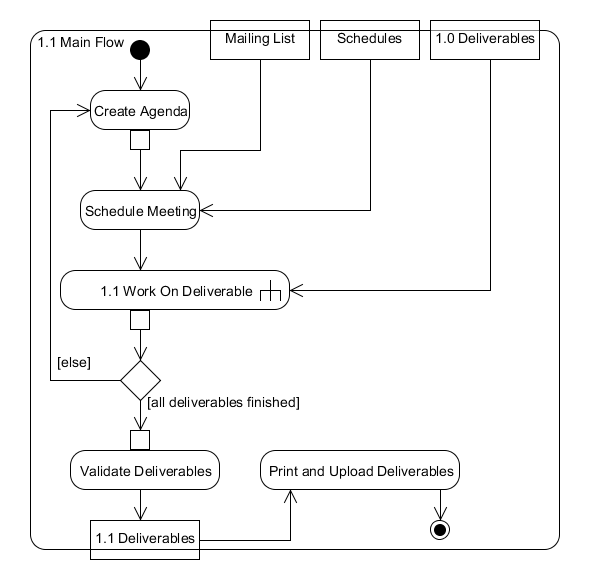 1.1 Main Flow
Mailing List
Schedules
1.0 Deliverables
Create Agenda
Schedule Meeting
1.1 Work On Deliverable
[else]
[all deliverables finished]
Validate Deliverables
Print and Upload Deliverables
1.1 Deliverables